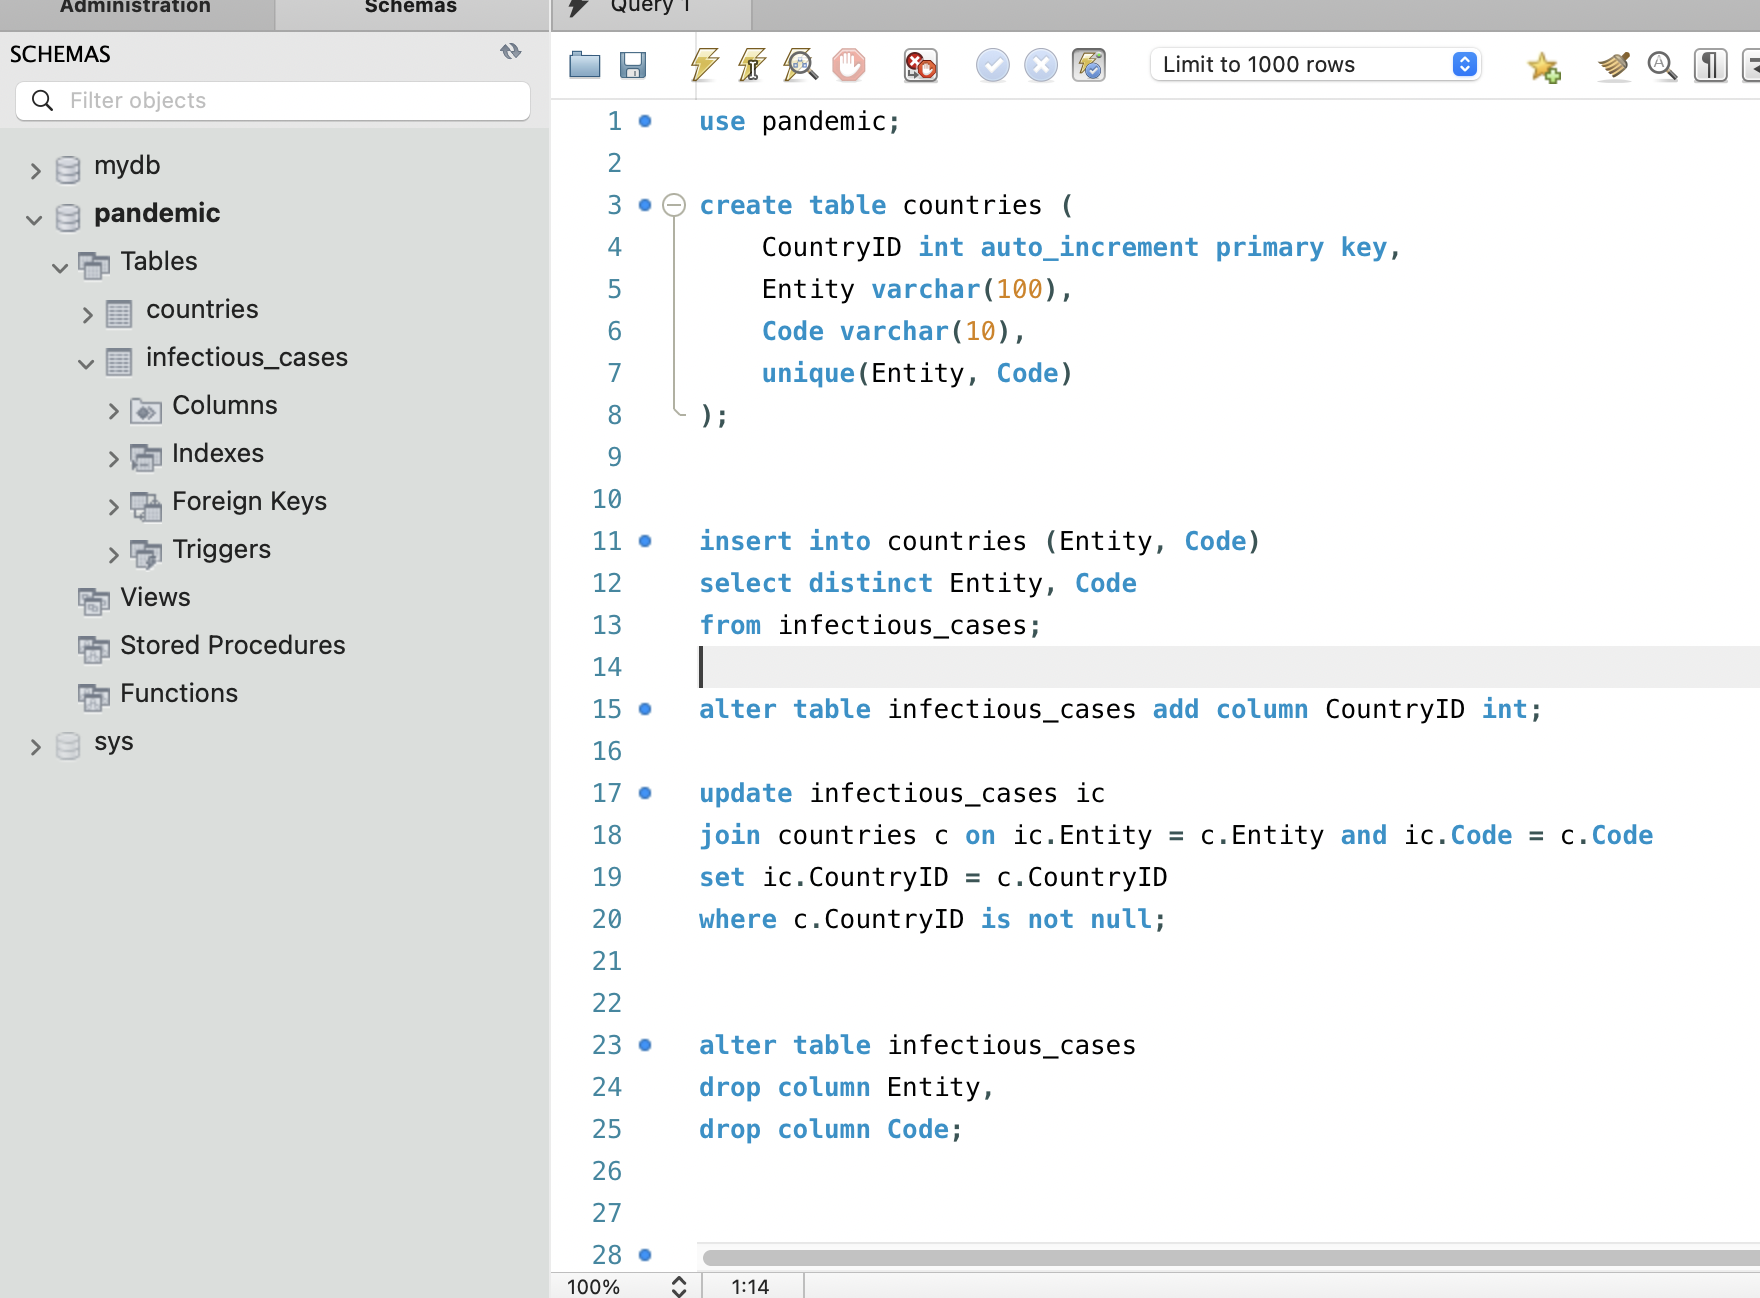 Administration
Schemas
Query 1
SCHEMAS
Filter objects
Limit to 1000 rows
mydb
pandemic
Tables
countries
infectious_cases
Columns
Indexes
Foreign Keys
Triggers
Views
Stored Procedures
Functions
sys
1 use pandemic;
2
3 create table countries (
4 CountryID int auto_increment primary key,
5 Entity varchar(100),
6 Code varchar(10),
7 unique(Entity, Code)
8 );
9
10
11 insert into countries (Entity, Code)
12 select distinct Entity, Code
13 from infectious_cases;
14
15 alter table infectious_cases add column CountryID int;
16
17 update infectious_cases ic
18 join countries c on ic.Entity = c.Entity and ic.Code = c.Code
19 set ic.CountryID = c.CountryID
20 where c.CountryID is not null;
21
22
23 alter table infectious_cases
24 drop column Entity,
25 drop column Code;
26
27
28
100%
1:14